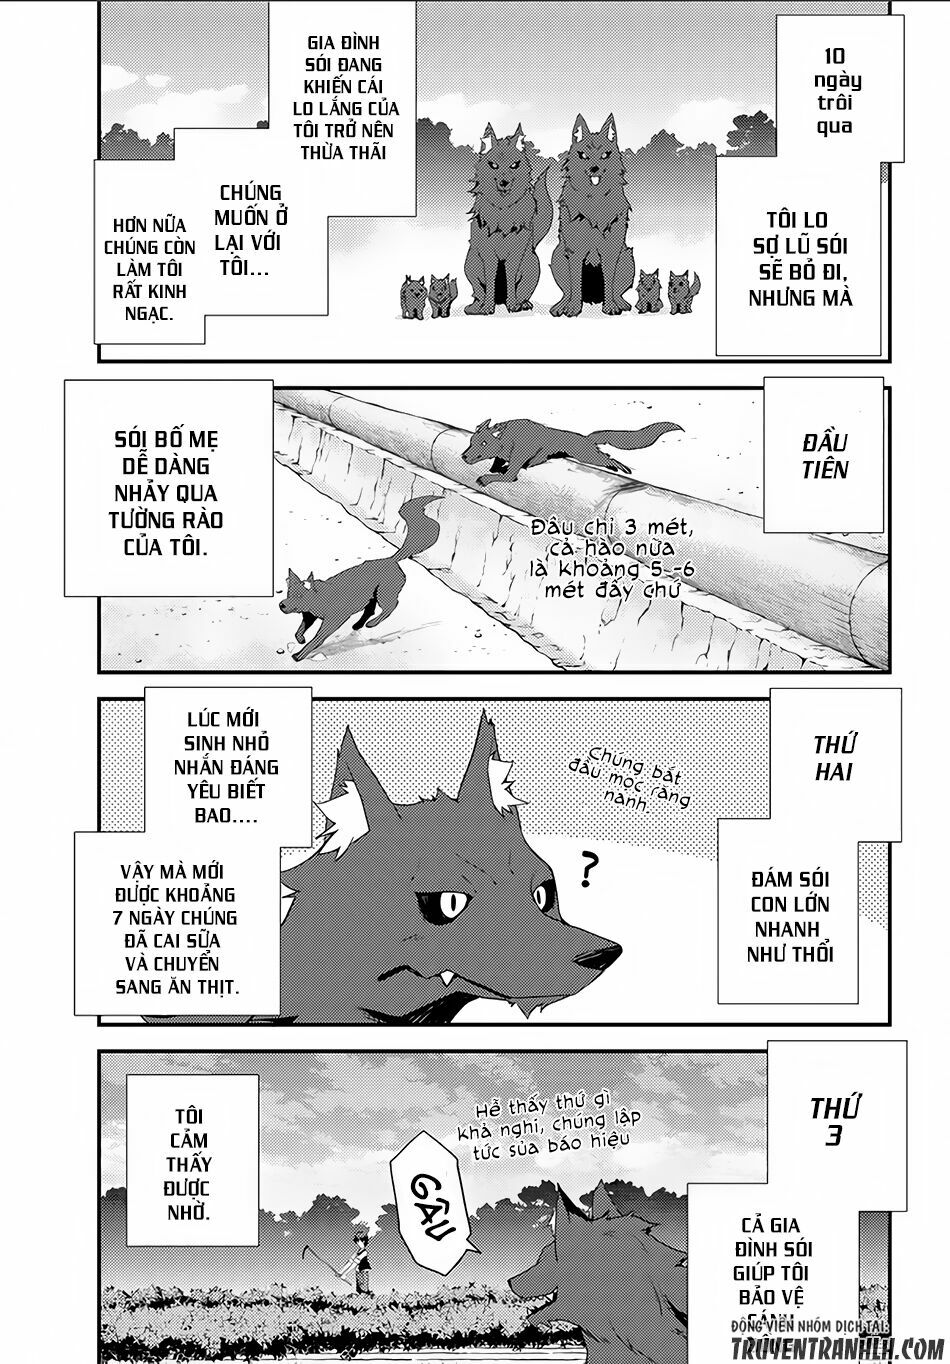 10
ngày
trôi
qua
TÔI LO
SỢ LŨ SÓI
SẼ BỎ ĐI,
NHƯNG MÀ
GIA ĐÌNH
SÓI ĐANG
KHIẾN CÁI
LO LẮNG CỦA
TÔI TRỞ NÊN
THỪA THÃI
CHÚNG
MUỐN Ở
LẠI VỚI
TÔI...
HƠN NỮA
CHÚNG CÒN
LÀM TÔI
RẤT KINH
NGẠC.
ĐẦU
TIÊN
SÓI BỐ MẸ
DỄ DÀNG
NHẢY QUA
TƯỜNG RÀO
CỦA TÔI.
Đâu chỉ 3 mét,
cả hào nữa
là khoảng 5 -6
mét đấy chứ
THỨ
HAI
ĐÁM SÓI
CON LỚN
NHANH
NHƯ THỔI
Chúng bắt
đầu mọc răng
nanh.
?
LÚC MỚI
SINH NHỎ
NHẮN ĐÁNG
YÊU BIẾT
BAO....
VẬY MÀ MỚI
ĐƯỢC KHOẢNG
7 NGÀY CHÚNG
ĐÃ CAI SỮA
VÀ CHUYỂN
SANG ĂN THỊT.
THỨ
3
CẢ GIA
ĐÌNH SÓI
GIÚP TÔI
BẢO VỆ
CÁNH
Hễ thấy thứ gì
khả nghi, chúng lập
tức sủa báo hiệu
GÂU
TÔI
CẢM
THẤY
ĐƯỢC
NHỜ.
ĐỘNG VIÊN NHÓM DỊCH TẠI:
TRUYENTRANHLH.COM